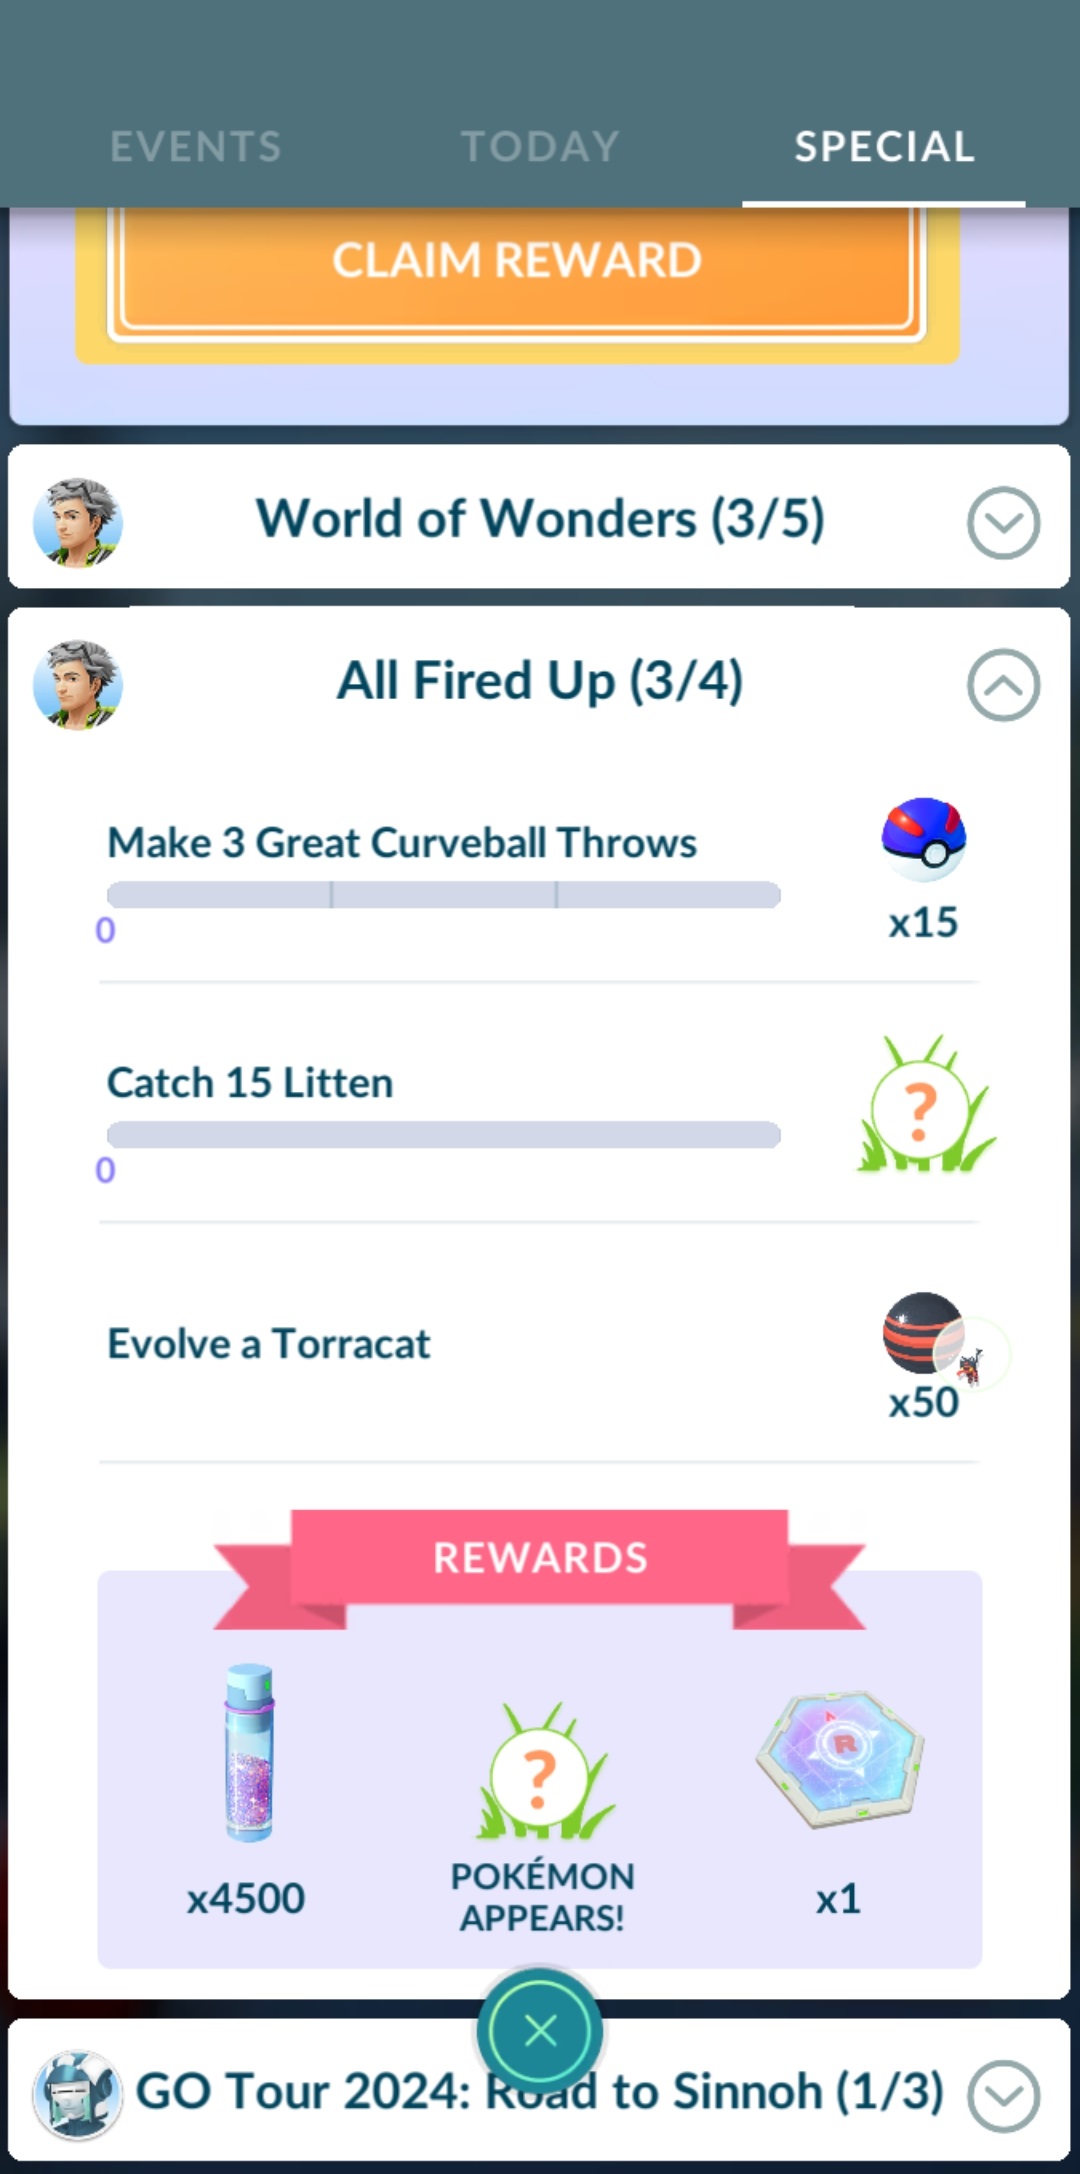 EVENTS
TODAY
SPECIAL
CLAIM REWARD
World of Wonders (3/5)
All Fired Up (3/4)
Make 3 Great Curveball Throws
0
x15
Catch 15 Litten
?
0
Evolve a Torracat
x50
REWARDS
?
R
x4500
POKÉMON
APPEARS!
x1
GO Tour 2024: Road to Sinnoh (1/3)